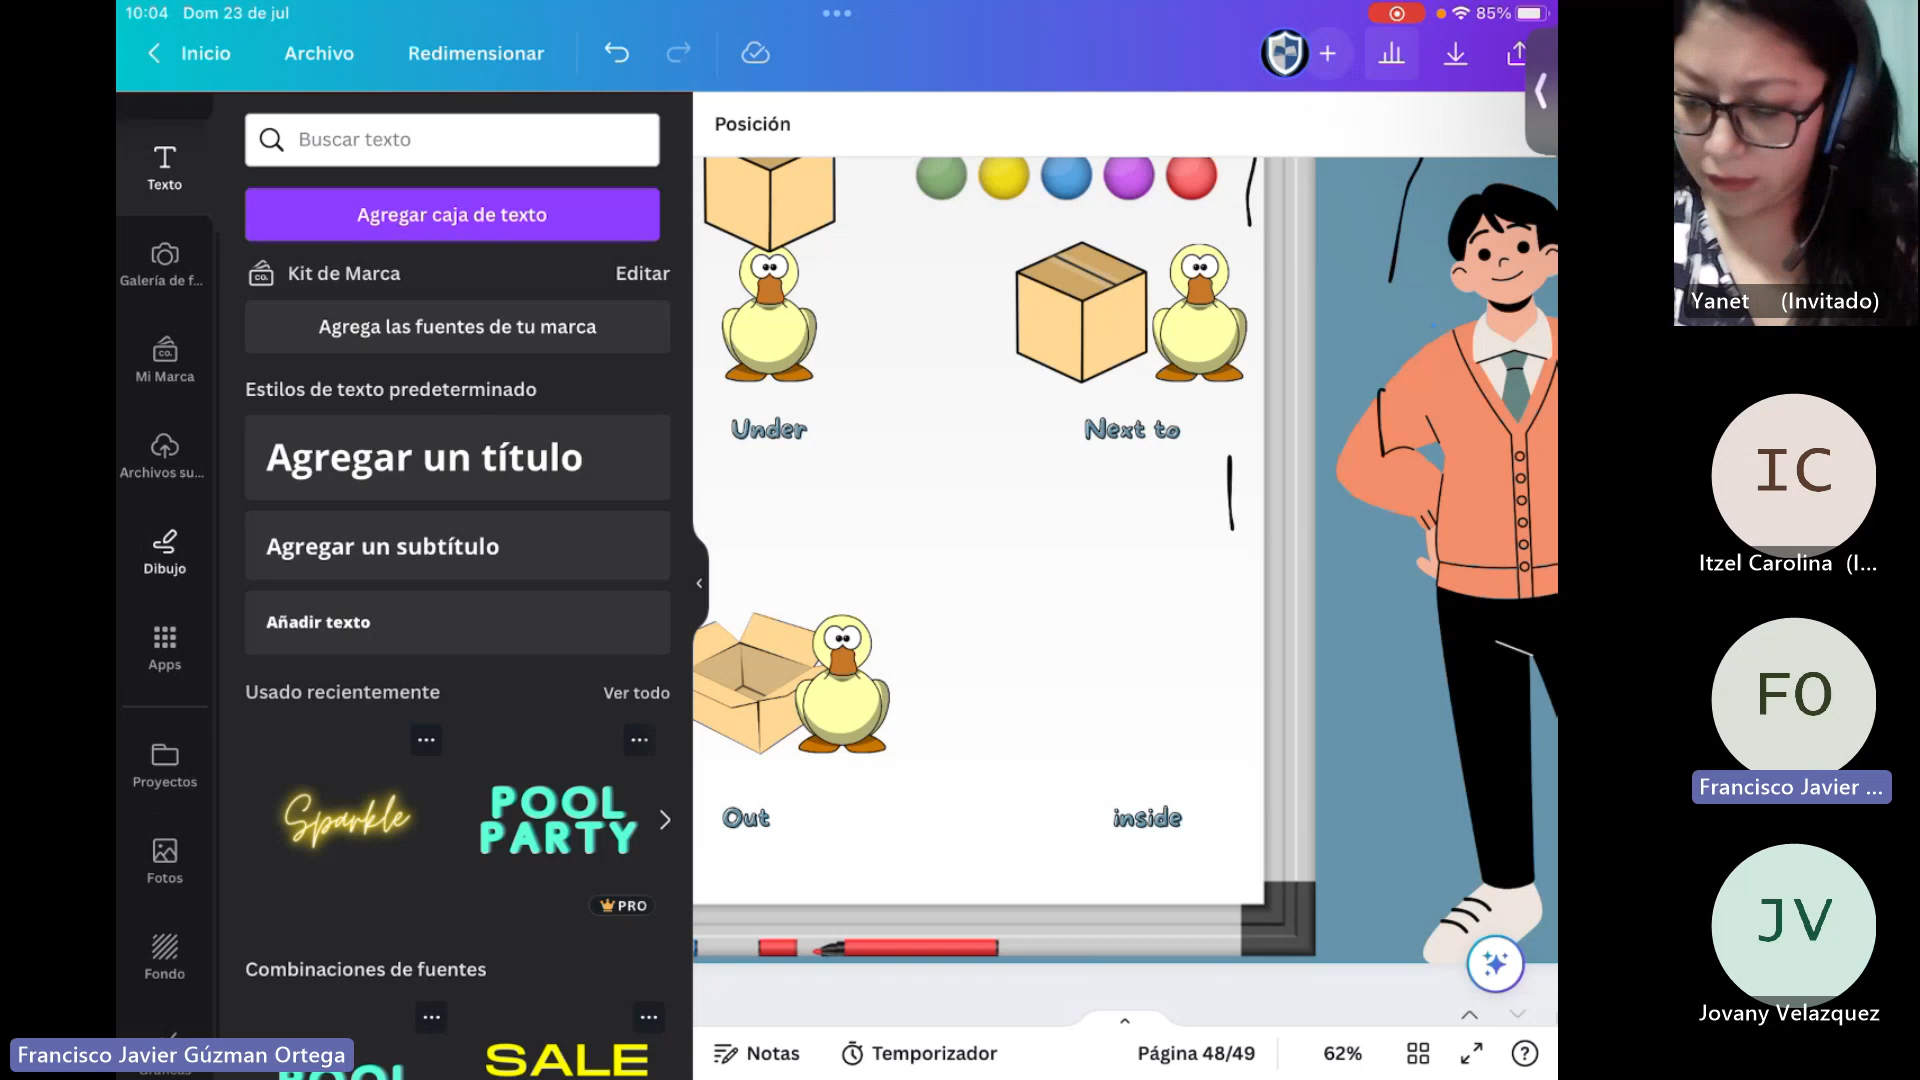 10:04 Dom 23 de jul
85%
Inicio
Archivo
Redimensionar
Texto
Galería de f...
Mi Marca
Archivos su...
Dibujo
Apps
Proyectos
Fotos
Fondo
Buscar texto
Agregar caja de texto
Kit de Marca
Editar
Agrega las fuentes de tu marca
Estilos de texto predeterminado
Agregar un título
Agregar un subtítulo
Añadir texto
Usado recientemente
Ver todo
Sparkle
POOL
PARTY
PRO
Combinaciones de fuentes
POOL
SALE
Posición
Under
Next to
Out
inside
Notas
Temporizador
Página 48/49
62%
Yanet (Invitado)
IC
Itzel Carolina (I...
FO
Francisco Javier ...
JV
Jovany Velazquez
Francisco Javier Gúzman Ortega